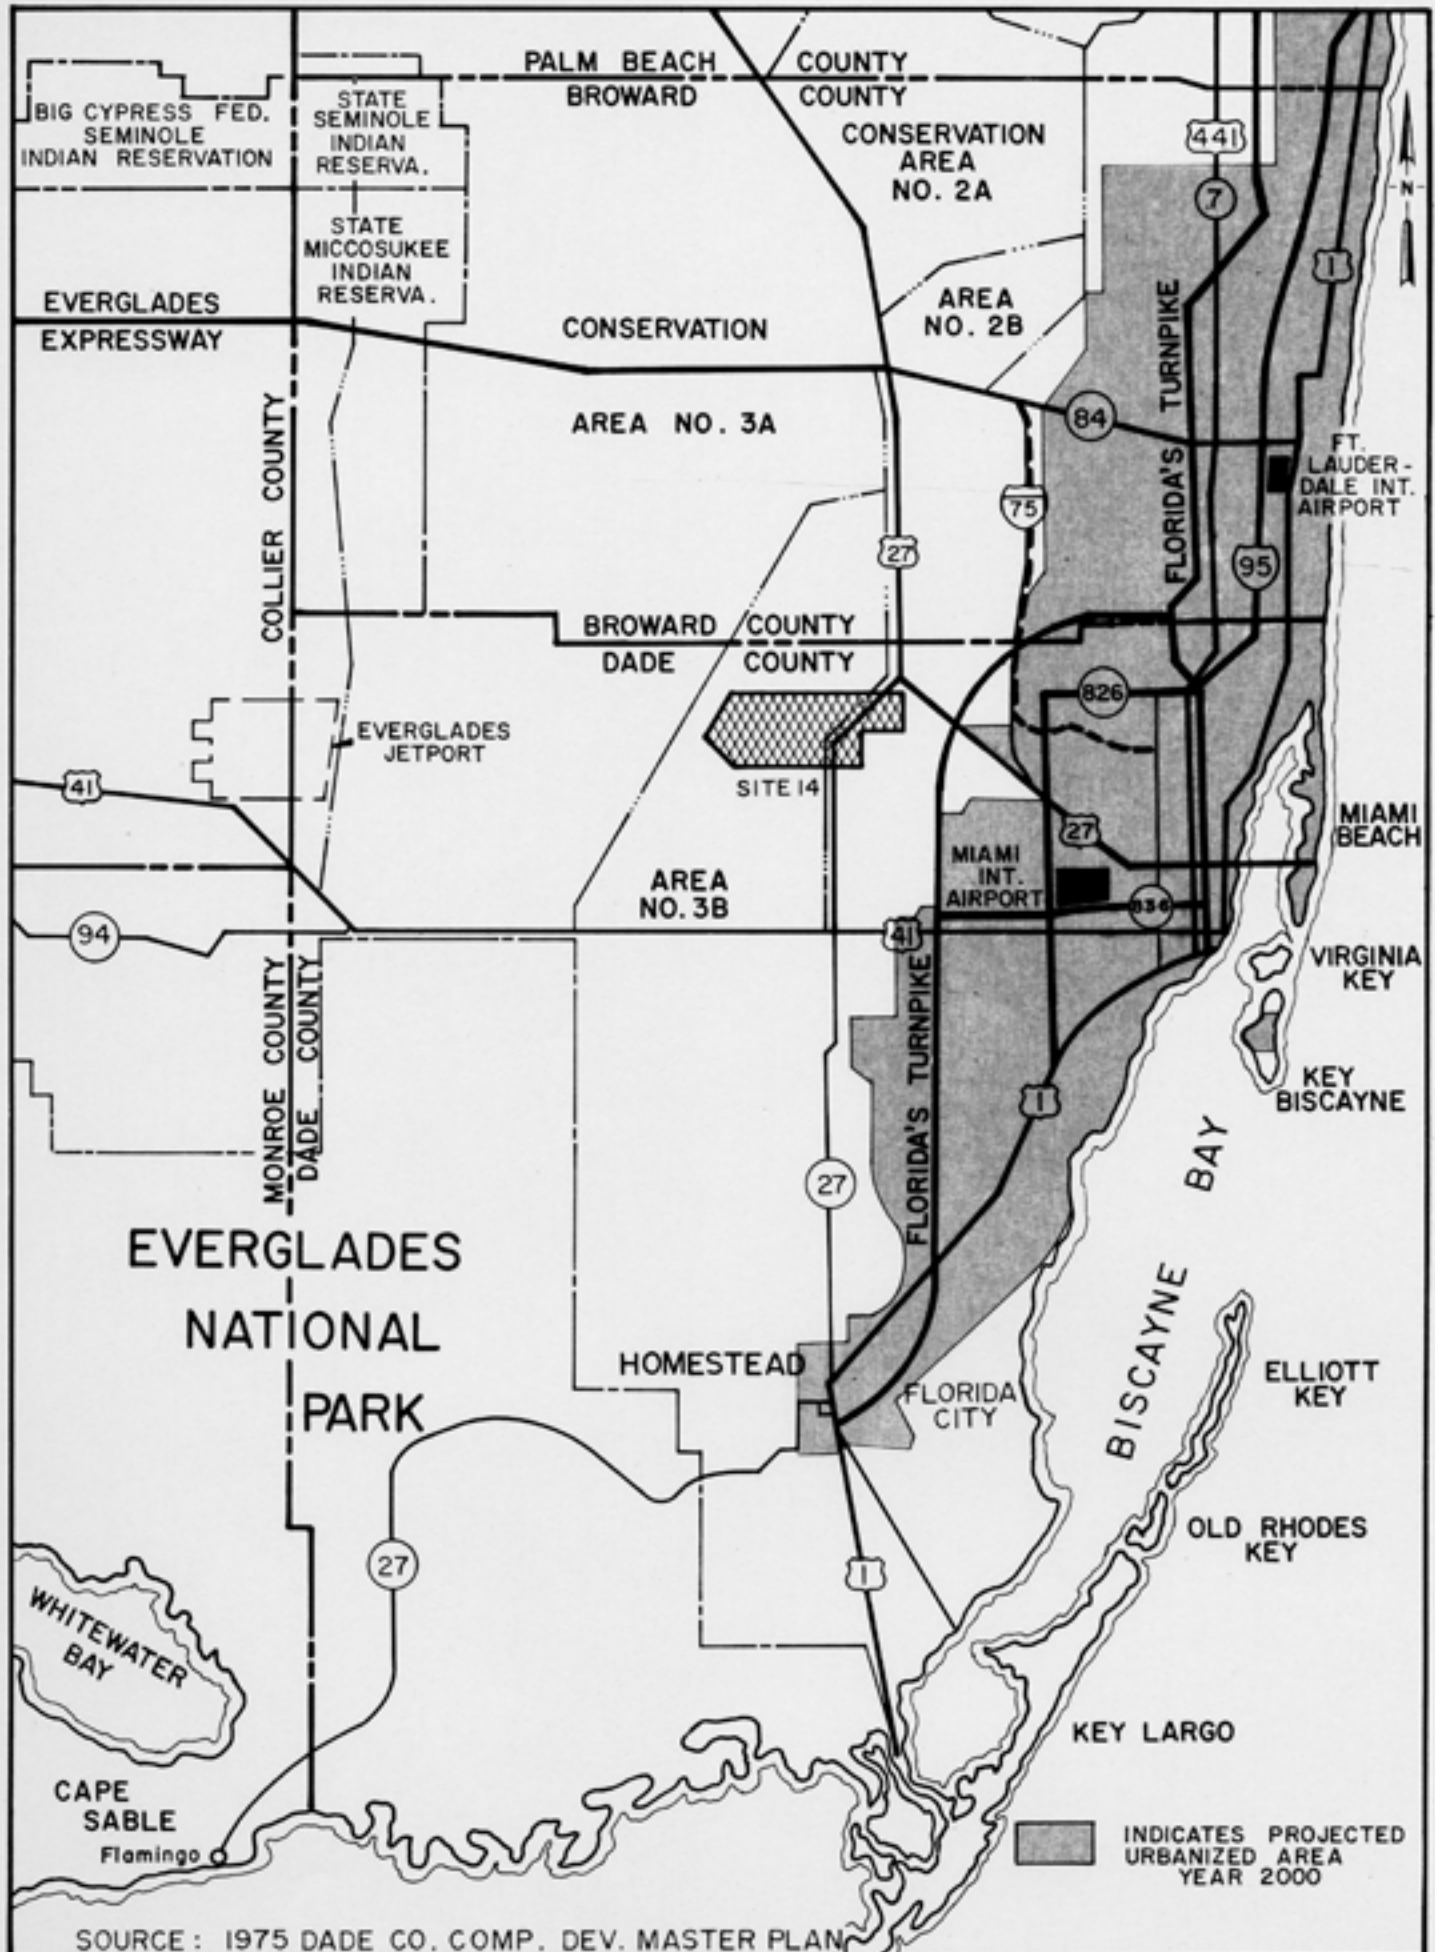 PALM BEACH COUNTY
BROWARD COUNTY
BIG CYPRESS FED.
SEMINOLE
INDIAN RESERVATION
STATE
SEMINOLE
INDIAN
RESERVA.
CONSERVATION
AREA
NO. 2A
441
7
N
STATE
MICCOSUKEE
INDIAN
RESERVA.
1
EVERGLADES
EXPRESSWAY
CONSERVATION
AREA
NO. 2B
FLORIDA'S TURNPIKE
AREA NO. 3A
84
FT.
LAUDER-
DALE INT.
AIRPORT
COLLIER COUNTY
75
27
95
BROWARD COUNTY
DADE COUNTY
826
EVERGLADES
JETPORT
SITE 14
41
27
MIAMI
BEACH
MIAMI
INT.
AIRPORT
AREA
NO. 3B
836
94
41
VIRGINIA
KEY
MONROE COUNTY
DADE COUNTY
FLORIDA'S TURNPIKE
KEY
BISCAYNE
1
27
BISCAYNE BAY
EVERGLADES
NATIONAL
PARK
HOMESTEAD
FLORIDA
CITY
ELLIOTT
KEY
OLD RHODES
KEY
27
1
WHITEWATER
BAY
KEY LARGO
CAPE
SABLE
Flamingo
INDICATES PROJECTED
URBANIZED AREA
YEAR 2000
SOURCE: 1975 DADE CO. COMP. DEV. MASTER PLAN